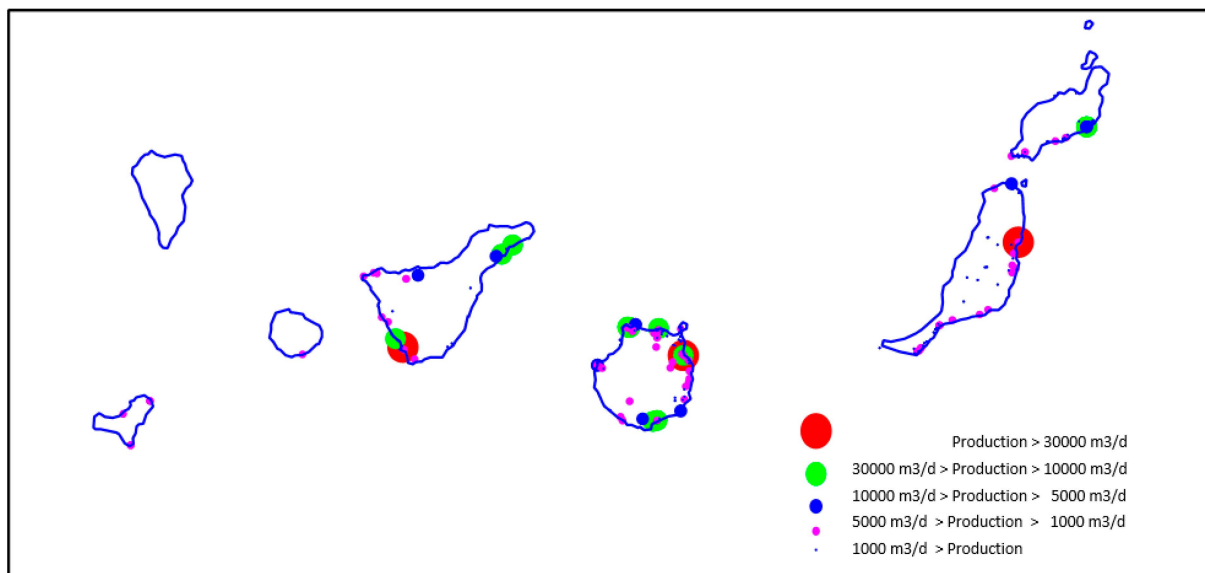 Production > 30000 m3/d
30000 m3/d > Production > 10000 m3/d
10000 m3/d > Production > 5000 m3/d
5000 m3/d > Production > 1000 m3/d
1000 m3/d > Production